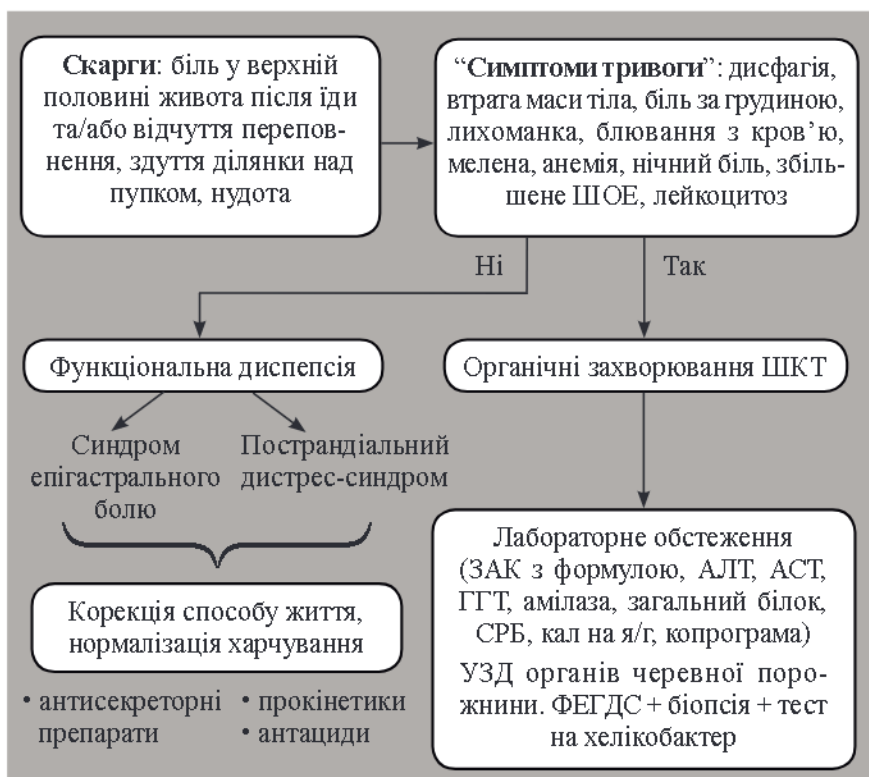 Скарги: біль у верхній
половині живота після їди
та/або відчуття перепов-
нення, здуття ділянки над
пупком, нудота
“Симптоми тривоги”: дисфагія,
втрата маси тіла, біль за грудиною,
лихоманка, блювання з кров’ю,
мелена, анемія, нічний біль, збіль-
шене ШОЕ, лейкоцитоз
Ні
Так
Функціональна диспепсія
Органічні захворювання ШКТ
Синдром
епігастрального
болю
Пострандіальний
дистрес-синдром
Корекція способу життя,
нормалізація харчування
• антисекреторні
препарати
• прокінетики
• антациди
Лабораторне обстеження
(ЗАК з формулою, АЛТ, АСТ,
ГГТ, амілаза, загальний білок,
СРБ, кал на я/г, копрограма)
УЗД органів черевної поро-
жнини. ФЕГДС + біопсія + тест
на хелікобактер